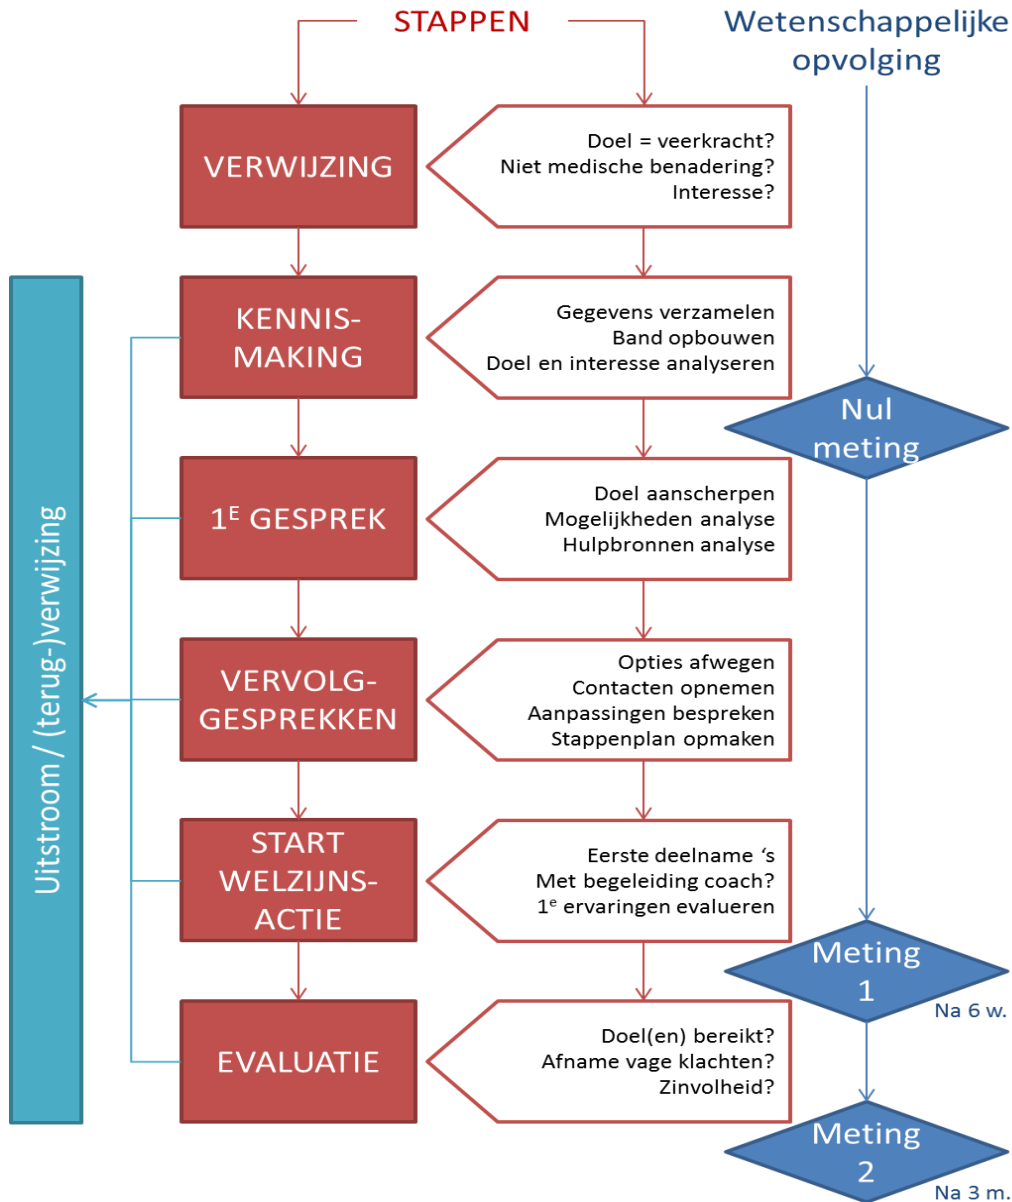 STAPPEN
Wetenschappelijke
opvolging
VERWIJZING
Doel = veerkracht?
Niet medische benadering?
Interesse?
KENNIS-
MAKING
Gegevens verzamelen
Band opbouwen
Doel en interesse analyseren
Nul
meting
1E GESPREK
Doel aanscherpen
Mogelijkheden analyse
Hulpbronnen analyse
VERVOLG-
GESPREKKEN
Opties afwegen
Contacten opnemen
Aanpassingen bespreken
Stappenplan opmaken
START
WELZIJNS-
ACTIE
Eerste deelname ‘s
Met begeleiding coach?
1e ervaringen evalueren
Meting
1
Na 6 w.
EVALUATIE
Doel(en) bereikt?
Afname vage klachten?
Zinvolheid?
Meting
2
Na 3 m.
Uitstroom / (terug-)verwijzing